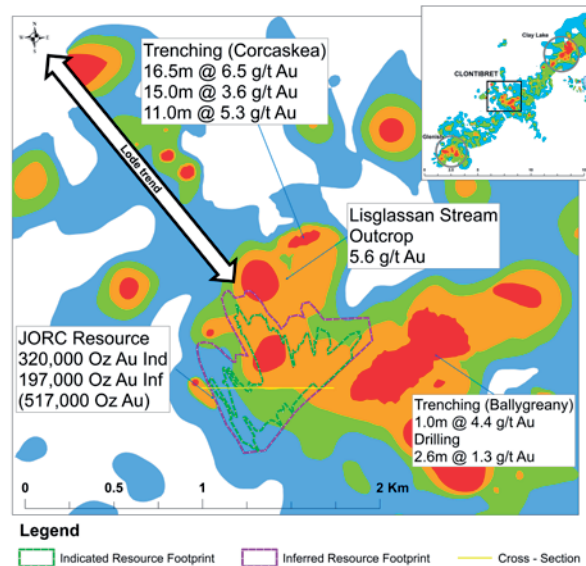 N
W
E
S
Trenching (Corcaskea)
16.5m @ 6.5 g/t Au
15.0m @ 3.6 g/t Au
11.0m @ 5.3 g/t Au
Clay Lake
CLONTIBRET
Lode trend
Lisglassan Stream
Outcrop
5.6 g/t Au
JORC Resource
320,000 Oz Au Ind
197,000 Oz Au Inf
(517,000 Oz Au)
Trenching (Ballygreany)
1.0m @ 4.4 g/t Au
Drilling
2.6m @ 1.3 g/t Au
0 0.5 1 2 Km
Legend
Indicated Resource Footprint Inferred Resource Footprint Cross - Section